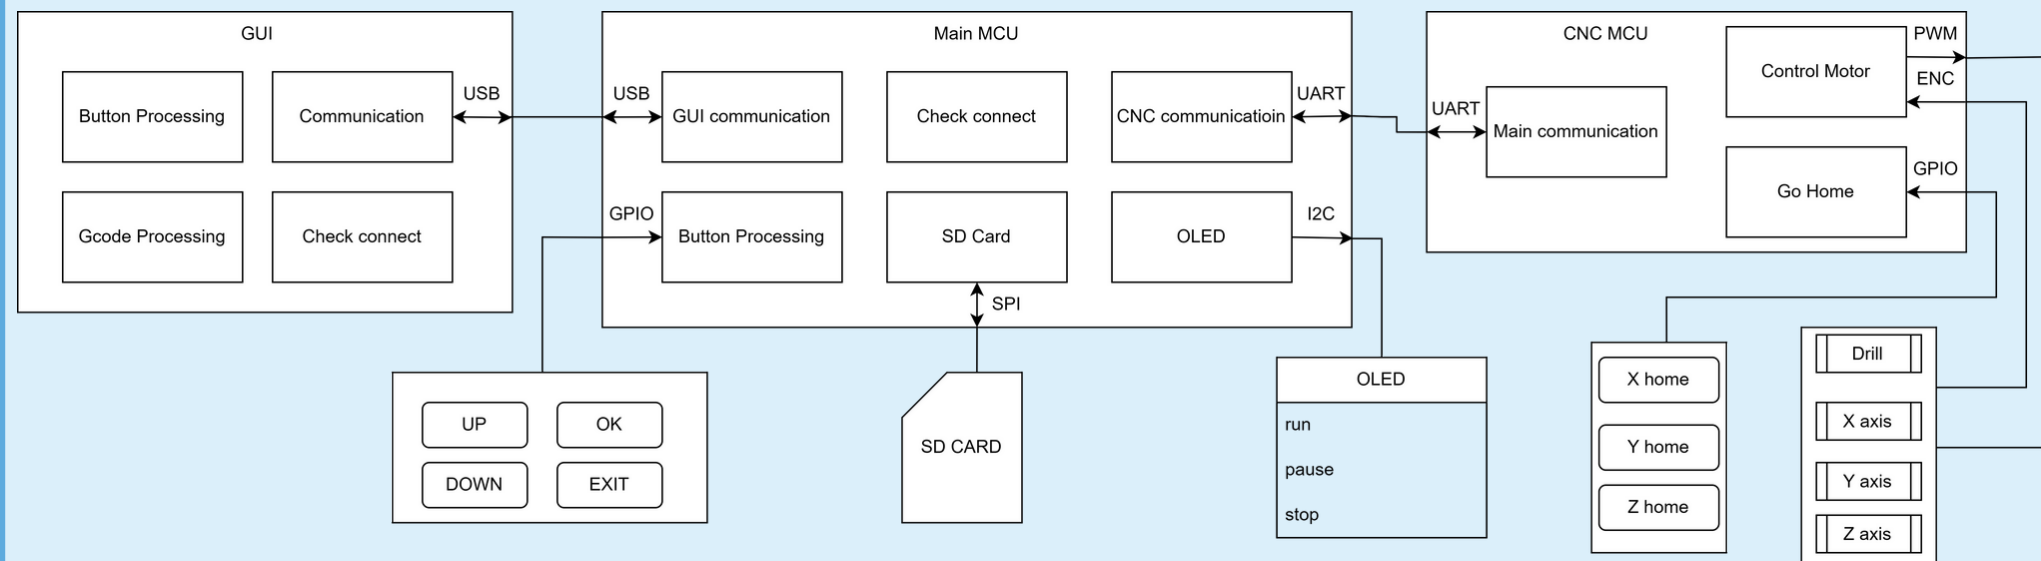 GUI
Button Processing
Communication
USB
Gcode Processing
Check connect
Main MCU
USB
GUI communication
Check connect
CNC communicatioin
UART
GPIO
Button Processing
SD Card
OLED
I2C
SPI
CNC MCU
UART
Main communication
Control Motor
PWM
ENC
Go Home
GPIO
UP
OK
DOWN
EXIT
SD CARD
OLED
run
pause
stop
X home
Y home
Z home
Drill
X axis
Y axis
Z axis